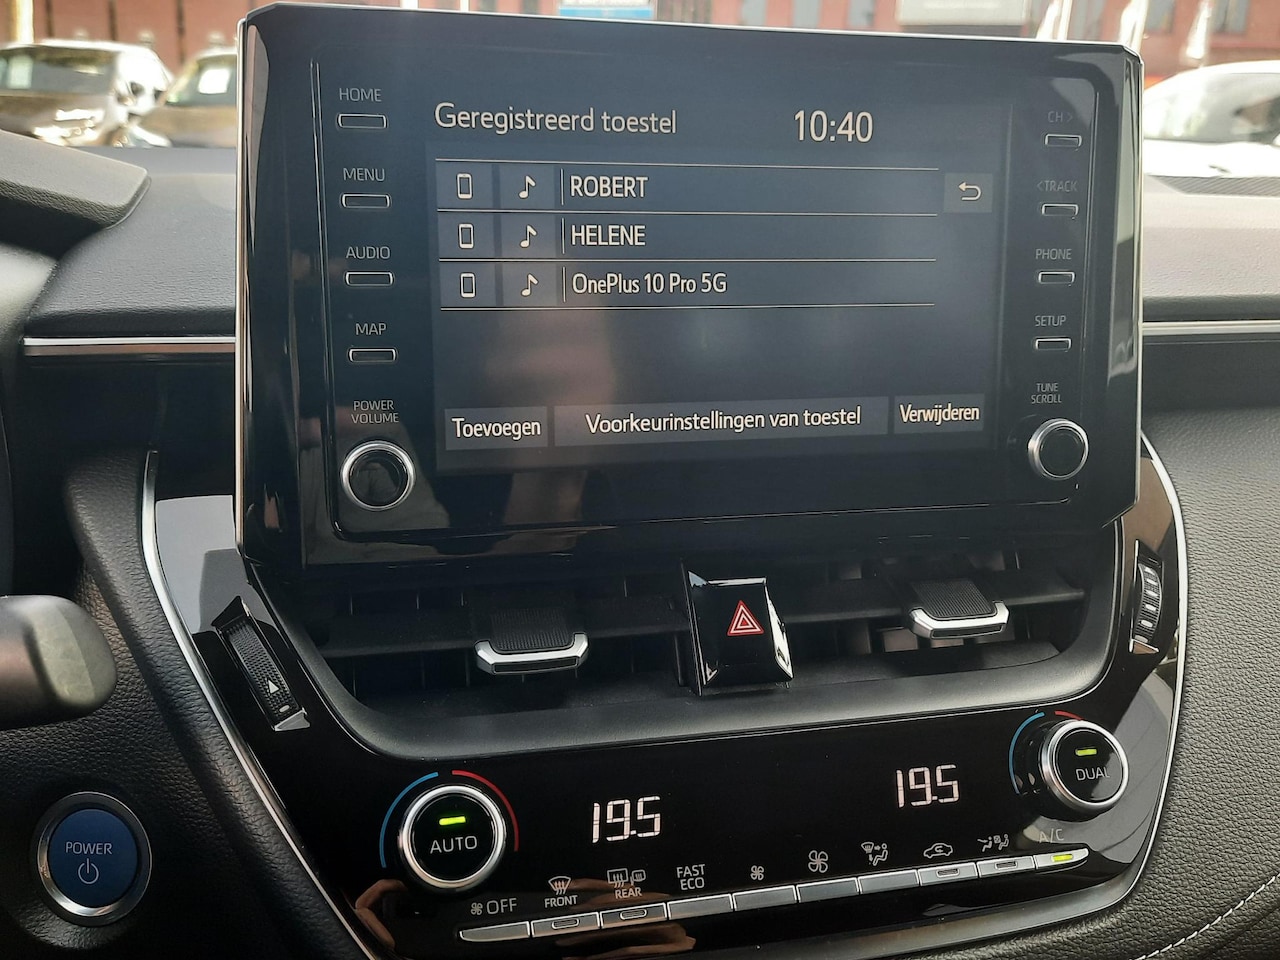 HOME
MENU
AUDIO
MAP
POWER
VOLUME
Geregistreerd toestel 10:40
ROBERT
HELENE
OnePlus 10 Pro 5G
Toevoegen Voorkeurinstellingen van toestel Verwijderen
CH >
< TRACK
PHONE
SETUP
TUNE
SCROLL
POWER
AUTO
19.5
19.5
DUAL
OFF
FRONT
REAR
FAST
ECO
A/C